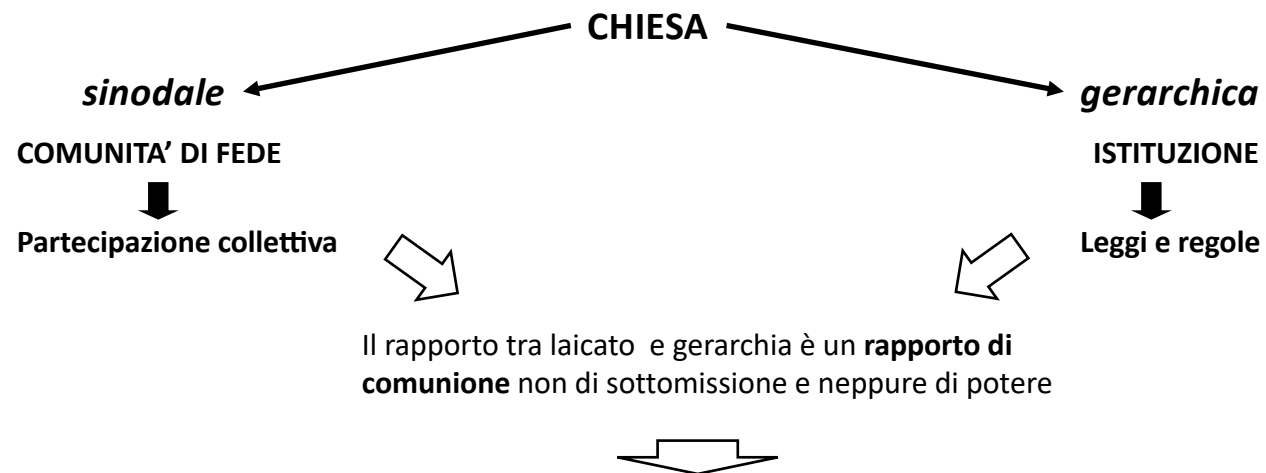 CHIESA
sinodale
gerarchica
COMUNITA’ DI FEDE
ISTITUZIONE
Partecipazione collettiva
Leggi e regole
Il rapporto tra laicato e gerarchia è un rapporto di
comunione non di sottomissione e neppure di potere